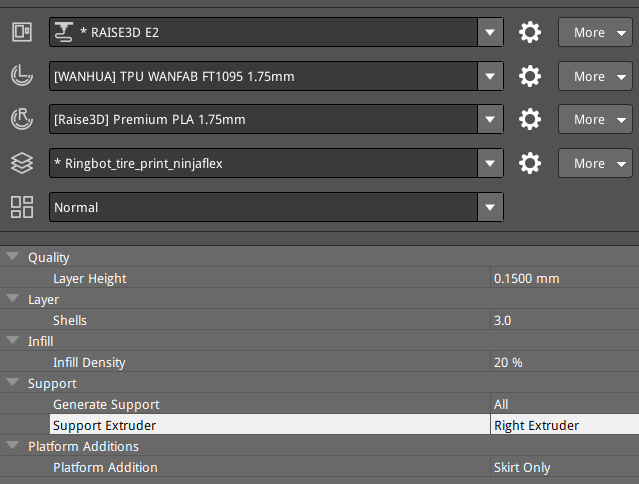 * RAISE3D E2
More
L
[WANHUA] TPU WANFAB FT1095 1.75mm
More
R
[Raise3D] Premium PLA 1.75mm
More
* Ringbot_tire_print_ninjaflex
More
Normal
Quality
Layer Height 0.1500 mm
Layer
Shells 3.0
Infill
Infill Density 20 %
Support
Generate Support All
Support Extruder Right Extruder
Platform Additions
Platform Addition Skirt Only